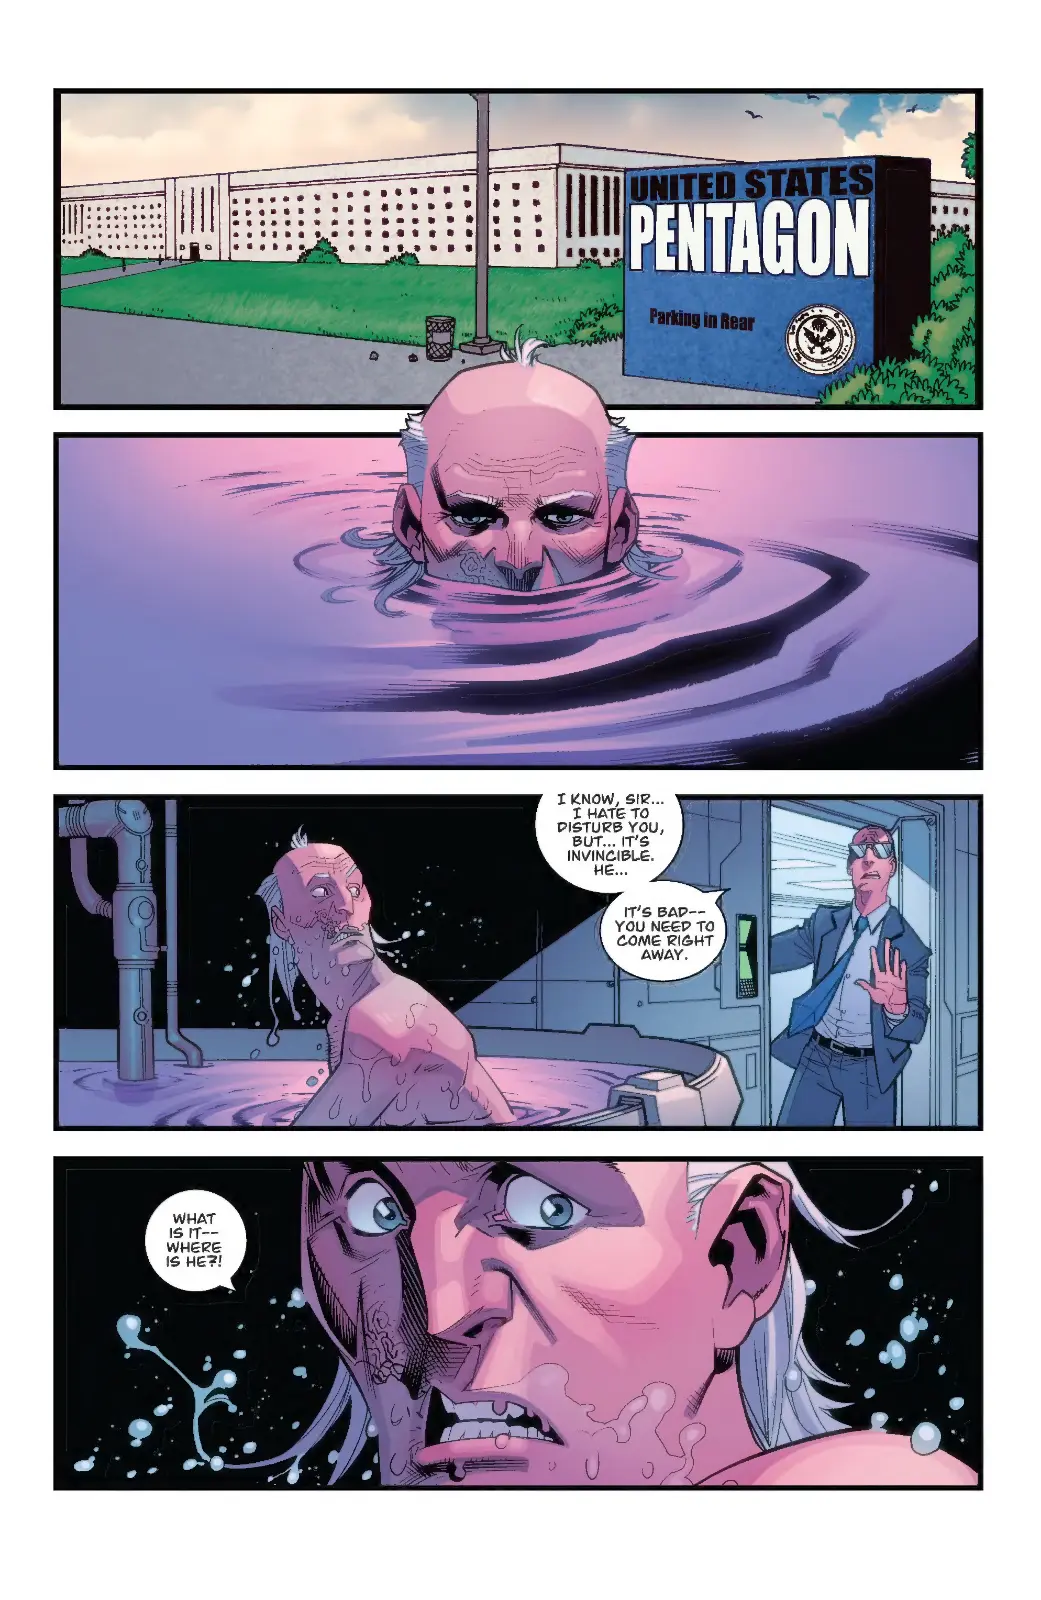 UNITED STATES
PENTAGON
Parking in Rear
I KNOW, SIR...
I HATE TO
DISTURB YOU,
BUT... IT'S
INVINCIBLE.
HE...
IT'S BAD--
YOU NEED TO
COME RIGHT
AWAY.
WHAT
IS IT--
WHERE
IS HE?!